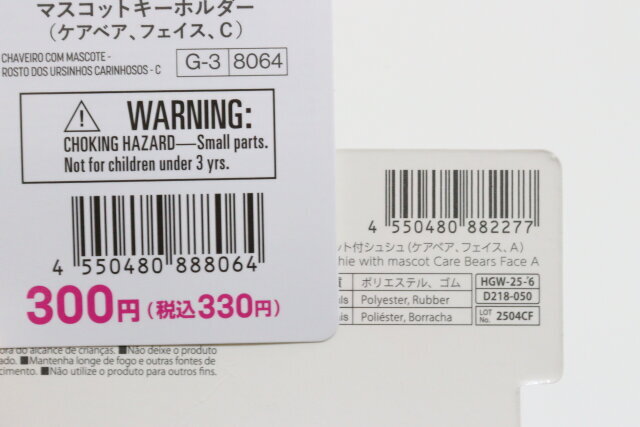 マスコットキーホルダー
(ケアベア、フェイス、C)
CHAVEIRO COM MASCOTE -
ROSTO DOS URSINHOS CARINHOSOS - C
G-3 8064
WARNING:
CHOKING HAZARD—Small parts.
Not for children under 3 yrs.
4 550480 888064
300円(税込330円)
4 550480 882277
ット付シュシュ(ケアベア、フェイス、A)
with mascot Care Bears Face A
質 ポリエステル、ゴム HGW-25-6
Polyester, Rubber D218-050
Poliéster, Borracha LOT No. 2504CF
do alcance de crianças. ■Não deixe o produto
■Mantenha longe de fogo e outras fontes de
■Não utilize o produto para outros fins.